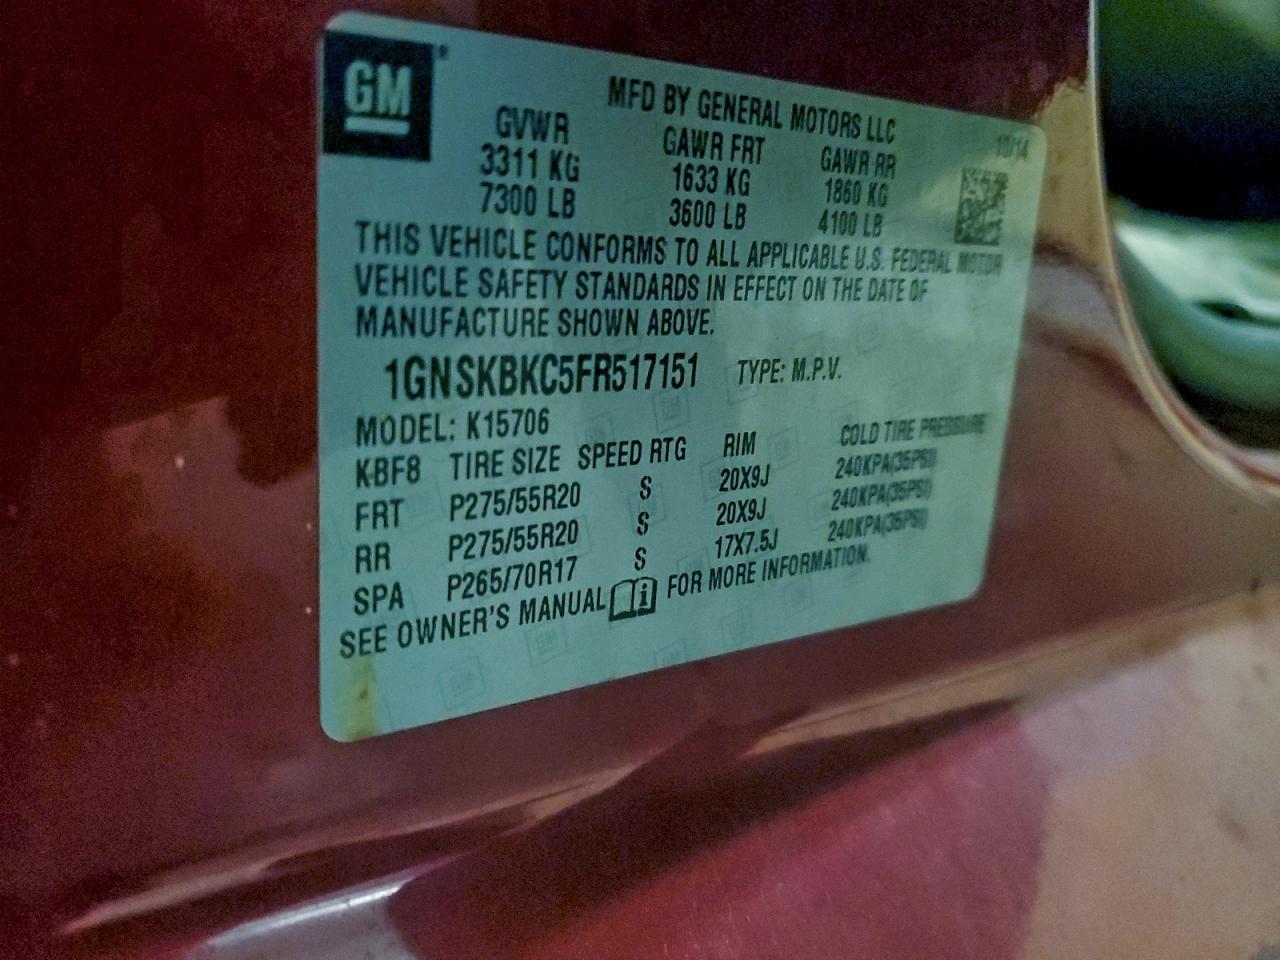 GM
MFD BY GENERAL MOTORS LLC
10/14
GVWR GAWR FRT GAWR RR
3311 KG 1633 KG 1860 KG
7300 LB 3600 LB 4100 LB
THIS VEHICLE CONFORMS TO ALL APPLICABLE U.S. FEDERAL MOTOR
VEHICLE SAFETY STANDARDS IN EFFECT ON THE DATE OF
MANUFACTURE SHOWN ABOVE.
1GNSKBKC5FR517151 TYPE: M.P.V.
MODEL: K15706
KBF8 TIRE SIZE SPEED RTG RIM COLD TIRE PRESSURE
FRT P275/55R20 S 20X9J 240KPA(35PSI)
RR P275/55R20 S 20X9J 240KPA(35PSI)
SPA P265/70R17 S 17X7.5J 240KPA(35PSI)
SEE OWNER'S MANUAL i FOR MORE INFORMATION.